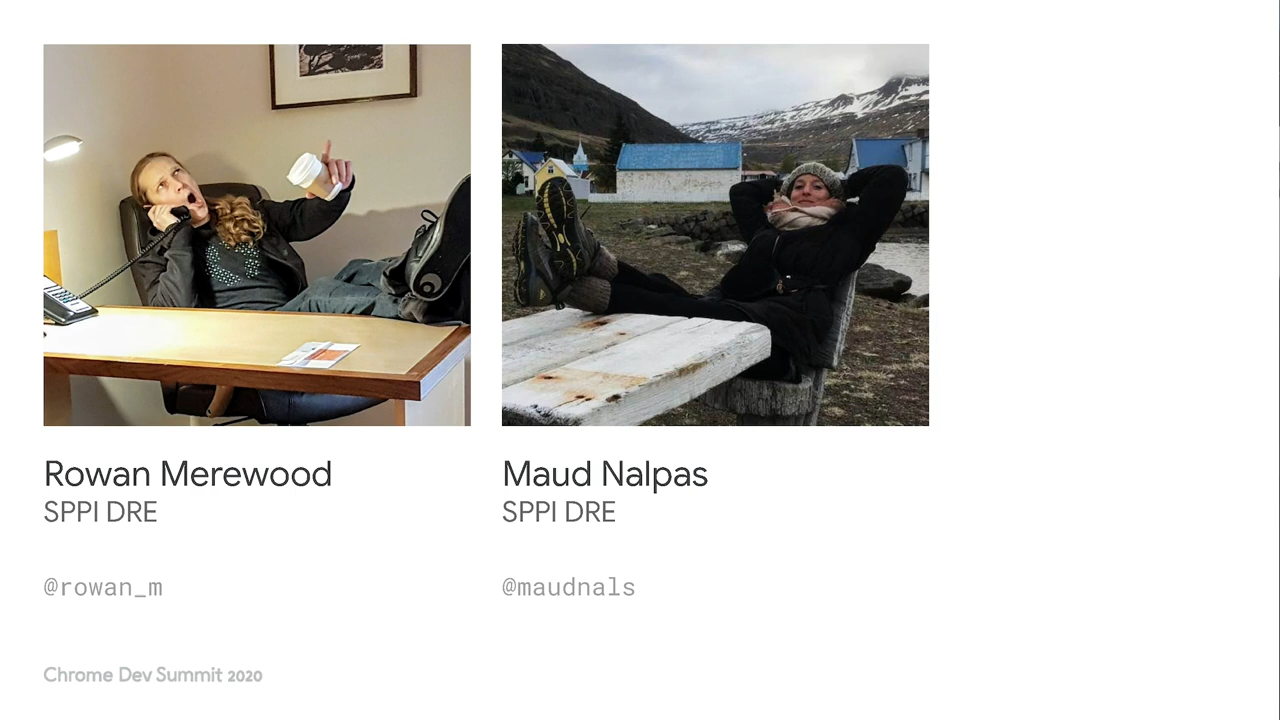 Rowan Merewood
SPPI DRE
@rowan_m
Maud Nalpas
SPPI DRE
@maudnals
Chrome Dev Summit 2020